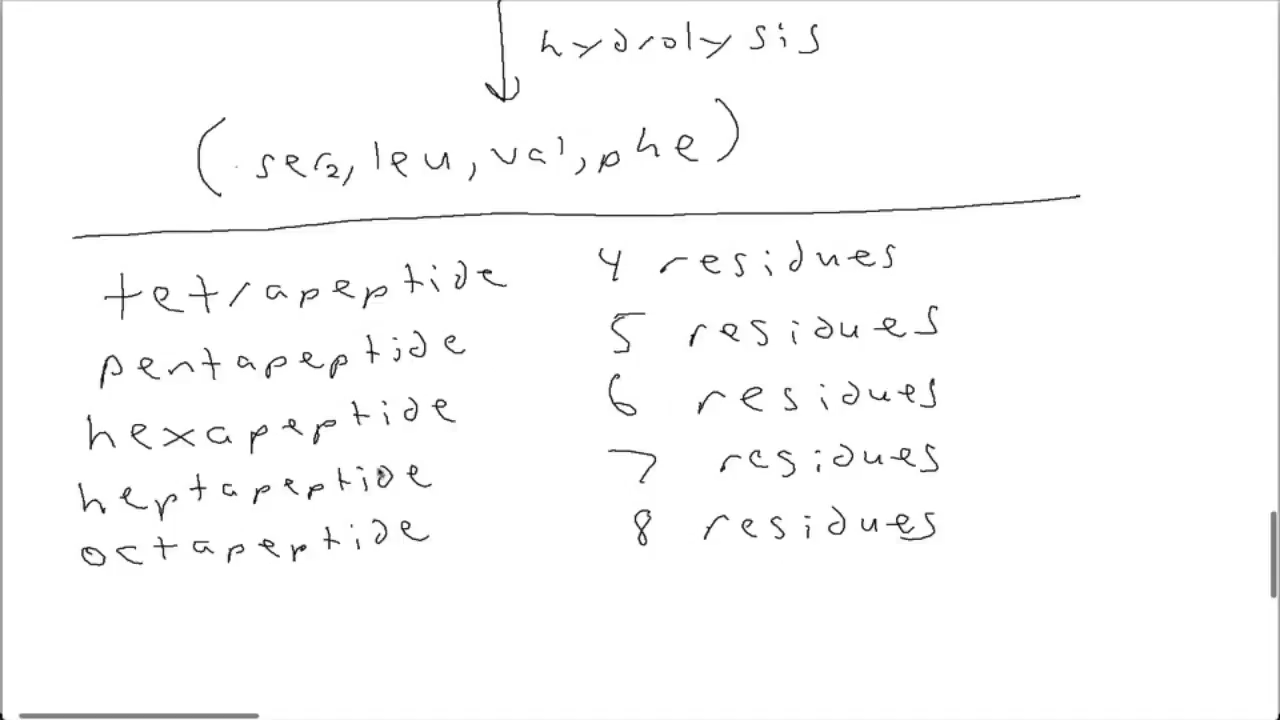 hydrolysis
(ser₂, leu, val, phe)
tetrapeptide 4 residues
pentapeptide 5 residues
hexapeptide 6 residues
heptapeptide 7 residues
octapeptide 8 residues